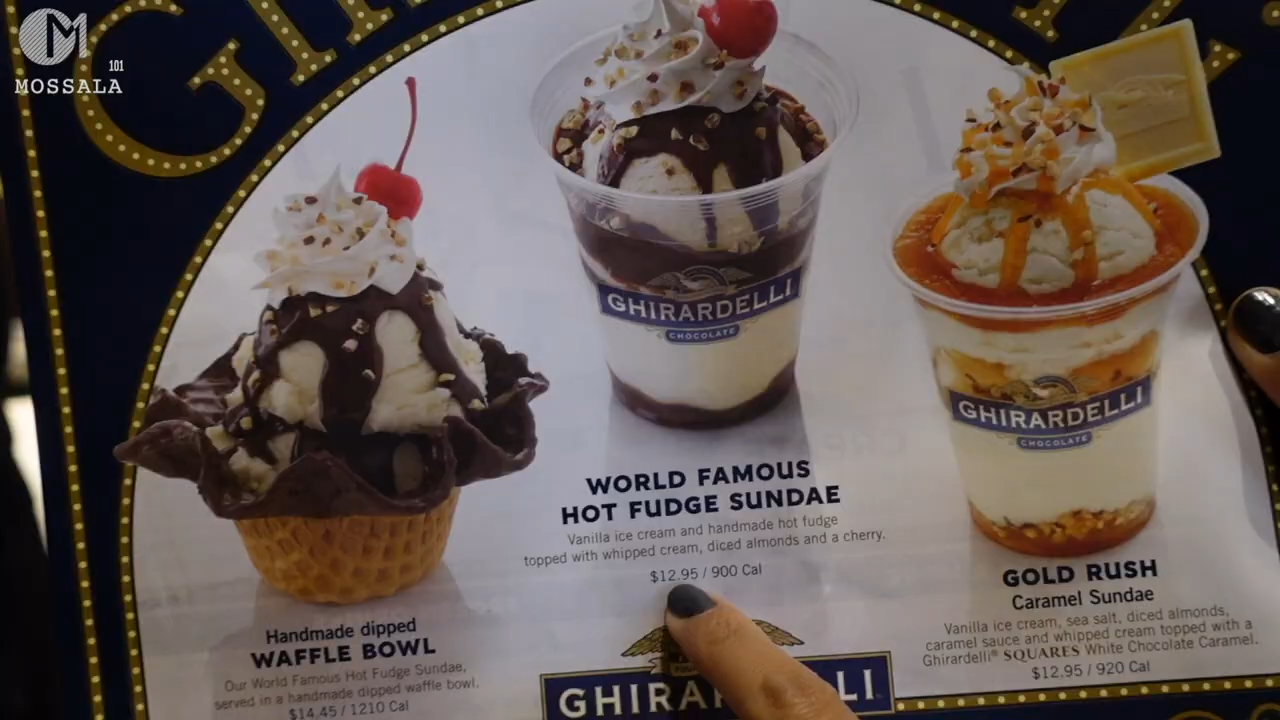 M
101
MOSSALA
GHIRARDELLI
CHOCOLATE
GHIRARDELLI
CHOCOLATE
WORLD FAMOUS
HOT FUDGE SUNDAE
Vanilla ice cream and handmade hot fudge
topped with whipped cream, diced almonds and a cherry.
$12.95 / 900 Cal
Handmade dipped
WAFFLE BOWL
Our World Famous Hot Fudge Sundae,
served in a handmade dipped waffle bowl.
$14.45 / 1210 Cal
GOLD RUSH
Caramel Sundae
Vanilla ice cream, sea salt, diced almonds,
caramel sauce and whipped cream topped with a
Ghirardelli® SQUARES White Chocolate Caramel.
$12.95 / 920 Cal